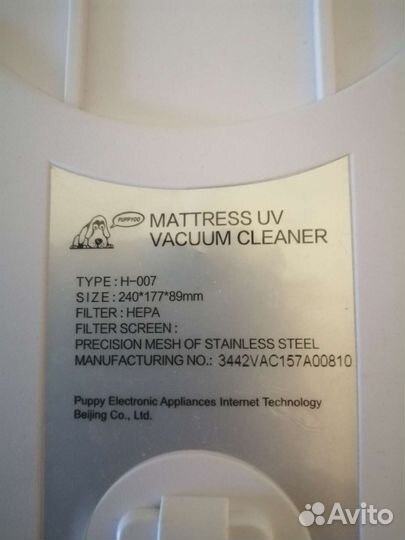 PUPPYOO
MATTRESS UV
VACUUM CLEANER
TYPE : H-007
SIZE : 240*177*89mm
FILTER : HEPA
FILTER SCREEN :
PRECISION MESH OF STAINLESS STEEL
MANUFACTURING NO.: 3442VAC157A00810
Puppy Electronic Appliances Internet Technology
Beijing Co., Ltd.
Avito